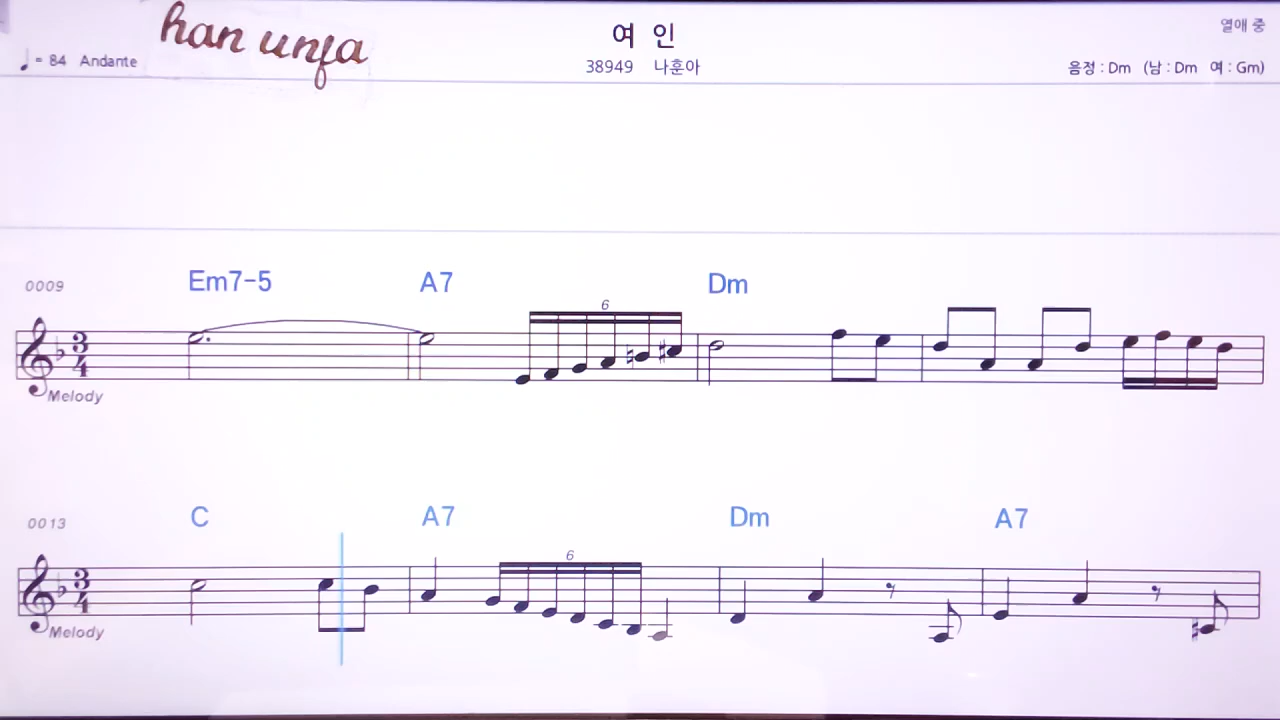 han unfa
여 인
열애 중
♩ = 84 Andante
38949 나훈아
음정 : Dm (남 : Dm 여 : Gm)
0009 Em7-5 A7 Dm
6
3 4
Melody
0013 C A7 Dm A7
6
3 4
Melody